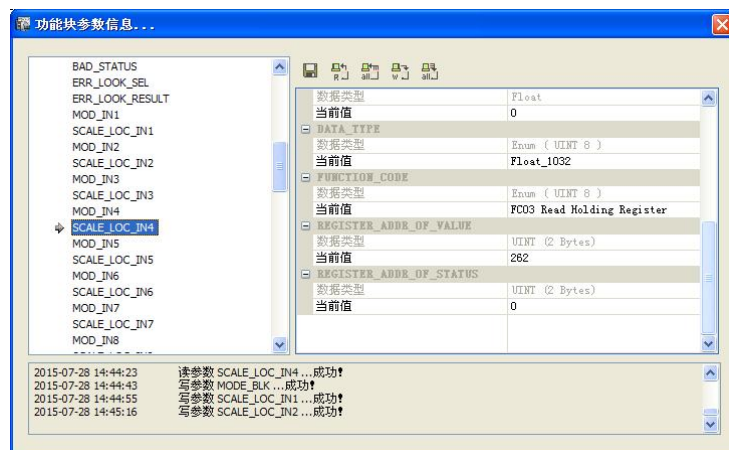 功能块参数信息...
BAD_STATUS
ERR_LOOK_SEL
ERR_LOOK_RESULT
MOD_IN1
SCALE_LOC_IN1
MOD_IN2
SCALE_LOC_IN2
MOD_IN3
SCALE_LOC_IN3
MOD_IN4
SCALE_LOC_IN4
MOD_IN5
SCALE_LOC_IN5
MOD_IN6
SCALE_LOC_IN6
MOD_IN7
SCALE_LOC_IN7
MOD_IN8
R all w all
数据类型 Float
当前值 0
DATA_TYPE
数据类型 Enum ( UINT 8 )
当前值 Float_1032
FUNCTION_CODE
数据类型 Enum ( UINT 8 )
当前值 FC03 Read Holding Register
REGISTER_ADDR_OF_VALUE
数据类型 UINT (2 Bytes)
当前值 262
REGISTER_ADDR_OF_STATUS
数据类型 UINT (2 Bytes)
当前值 0
2015-07-28 14:44:23 读参数 SCALE_LOC_IN4 ...成功!
2015-07-28 14:44:43 写参数 MODE_BLK ...成功!
2015-07-28 14:44:55 写参数 SCALE_LOC_IN1 ...成功!
2015-07-28 14:45:16 写参数 SCALE_LOC_IN2 ...成功!